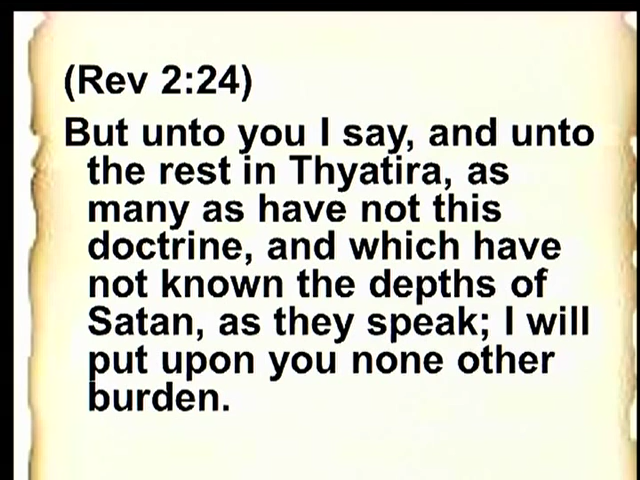 (Rev 2:24)
But unto you I say, and unto
the rest in Thyatira, as
many as have not this
doctrine, and which have
not known the depths of
Satan, as they speak; I will
put upon you none other
burden.